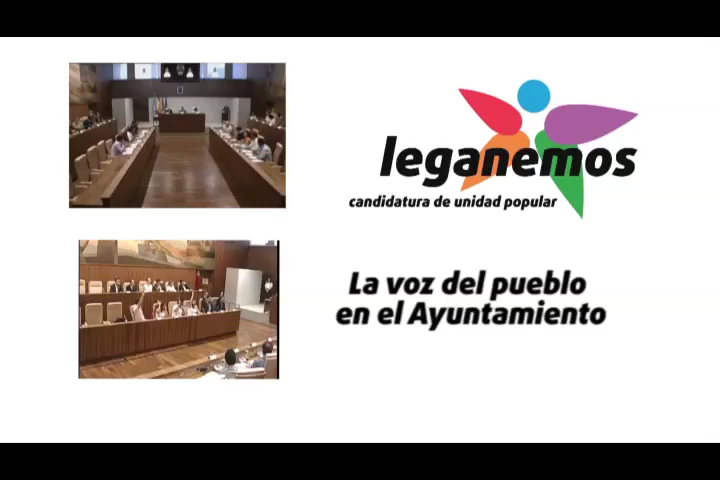 leganemos
candidatura de unidad popular
La voz del pueblo
en el Ayuntamiento